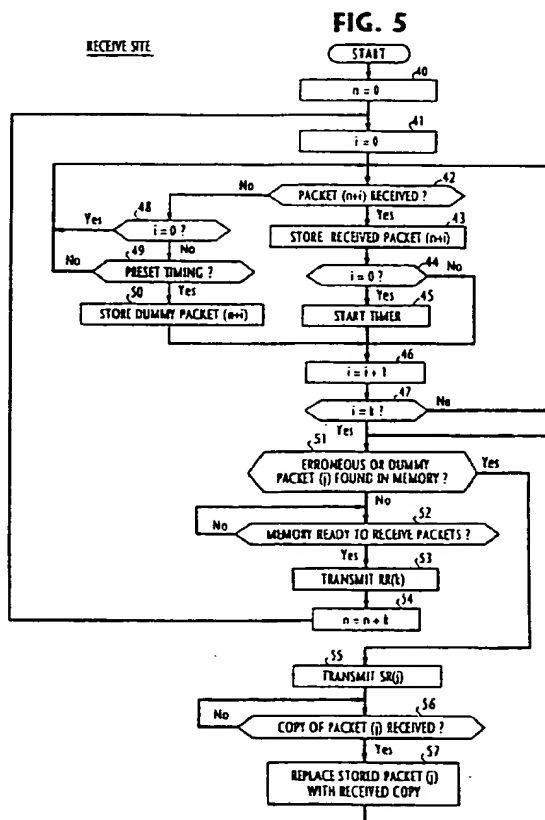 FIG. 5
RECEIVE SITE
START
40
n = 0
41
i = 0
42
No
PACKET (n+i) RECEIVED ?
48
Yes
43
Yes
i = 0 ?
STORE RECEIVED PACKET (n+i)
49
No
44
No
PRESET TIMING ?
i = 0 ?
No
50
Yes
Yes
45
STORE DUMMY PACKET (n+i)
START TIMER
46
i = i + 1
47
i = k ?
No
51
Yes
ERRONEOUS OR DUMMY
PACKET (j) FOUND IN MEMORY ?
Yes
No
52
No
MEMORY READY TO RECEIVE PACKETS ?
Yes
53
TRANSMIT RR(k)
54
n = n + k
55
TRANSMIT SR(j)
56
No
COPY OF PACKET (j) RECEIVED ?
Yes
57
REPLACE STORED PACKET (j)
WITH RECEIVED COPY